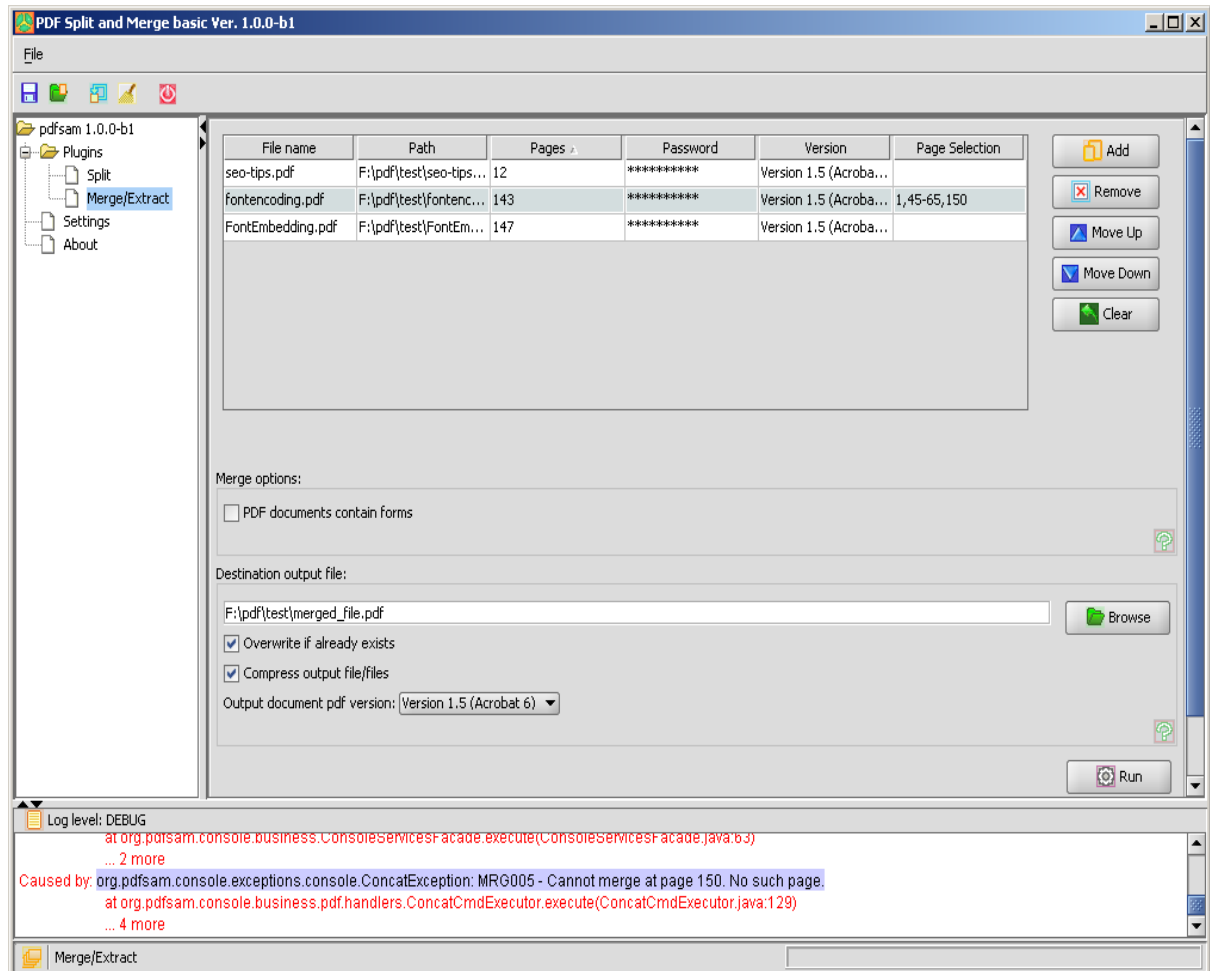 PDF Split and Merge basic Ver. 1.0.0-b1
File
pdfsam 1.0.0-b1
Plugins
Split
Merge/Extract
Settings
About
File name Path Pages Password Version Page Selection
seo-tips.pdf F:\pdf\test\seo-tips... 12 ********** Version 1.5 (Acroba...
fontencoding.pdf F:\pdf\test\fontenc... 143 ********** Version 1.5 (Acroba... 1,45-65,150
FontEmbedding.pdf F:\pdf\test\FontEm... 147 ********** Version 1.5 (Acroba...
Add
Remove
Move Up
Move Down
Clear
Merge options:
PDF documents contain forms
Destination output file:
F:\pdf\test\merged_file.pdf
Browse
Overwrite if already exists
Compress output file/files
Output document pdf version: Version 1.5 (Acrobat 6)
Run
Log level: DEBUG
at org.pdfsam.console.business.ConsoleServicesFacade.execute(ConsoleServicesFacade.java:63)
... 2 more
Caused by: org.pdfsam.console.exceptions.console.ConcatException: MRG005 - Cannot merge at page 150. No such page.
at org.pdfsam.console.business.pdf.handlers.ConcatCmdExecutor.execute(ConcatCmdExecutor.java:129)
... 4 more
Merge/Extract